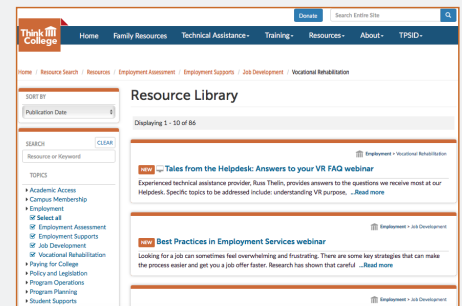 Donate
Search Entire Site
Think
College
Home Family Resources Technical Assistance Training Resources About TPSID
Home / Resource Search / Resources / Employment Assessment / Employment Supports / Job Development / Vocational Rehabilitation
SORT BY
Publication Date
SEARCH CLEAR
Resource or Keyword
TOPICS
Academic Access
Campus Membership
Employment
Select all
Employment Assessment
Employment Supports
Job Development
Vocational Rehabilitation
Paying for College
Policy and Legislation
Program Operations
Program Planning
Student Supports
Resource Library
Displaying 1 - 10 of 86
Employment > Vocational Rehabilitation
NEW Tales from the Helpdesk: Answers to your VR FAQ webinar
Experienced technical assistance provider, Russ Thelin, provides answers to the questions we receive most at our
Helpdesk. Specific topics to be addressed include: understanding VR purpose, ...Read more
Employment > Job Development
NEW Best Practices in Employment Services webinar
Looking for a job can sometimes feel overwhelming and frustrating. There are some key strategies that can make
the process easier and get you a job offer faster. Research has shown that careful ...Read more
Employment > Job Development